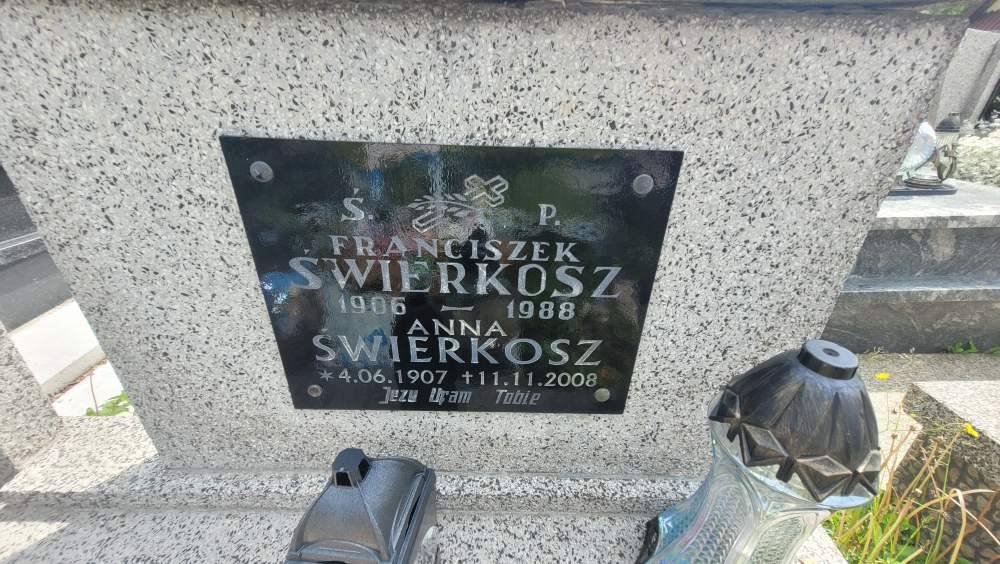 Ś. P.
FRANCISZEK
ŚWIERKOSZ
1906 — 1988
ANNA
ŚWIERKOSZ
*4.06.1907 +11.11.2008
Jezu Ufam Tobie